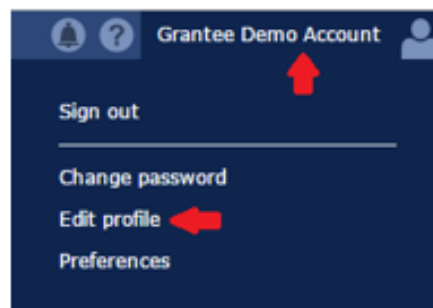 Grantee Demo Account
Sign out
Change password
Edit profile
Preferences